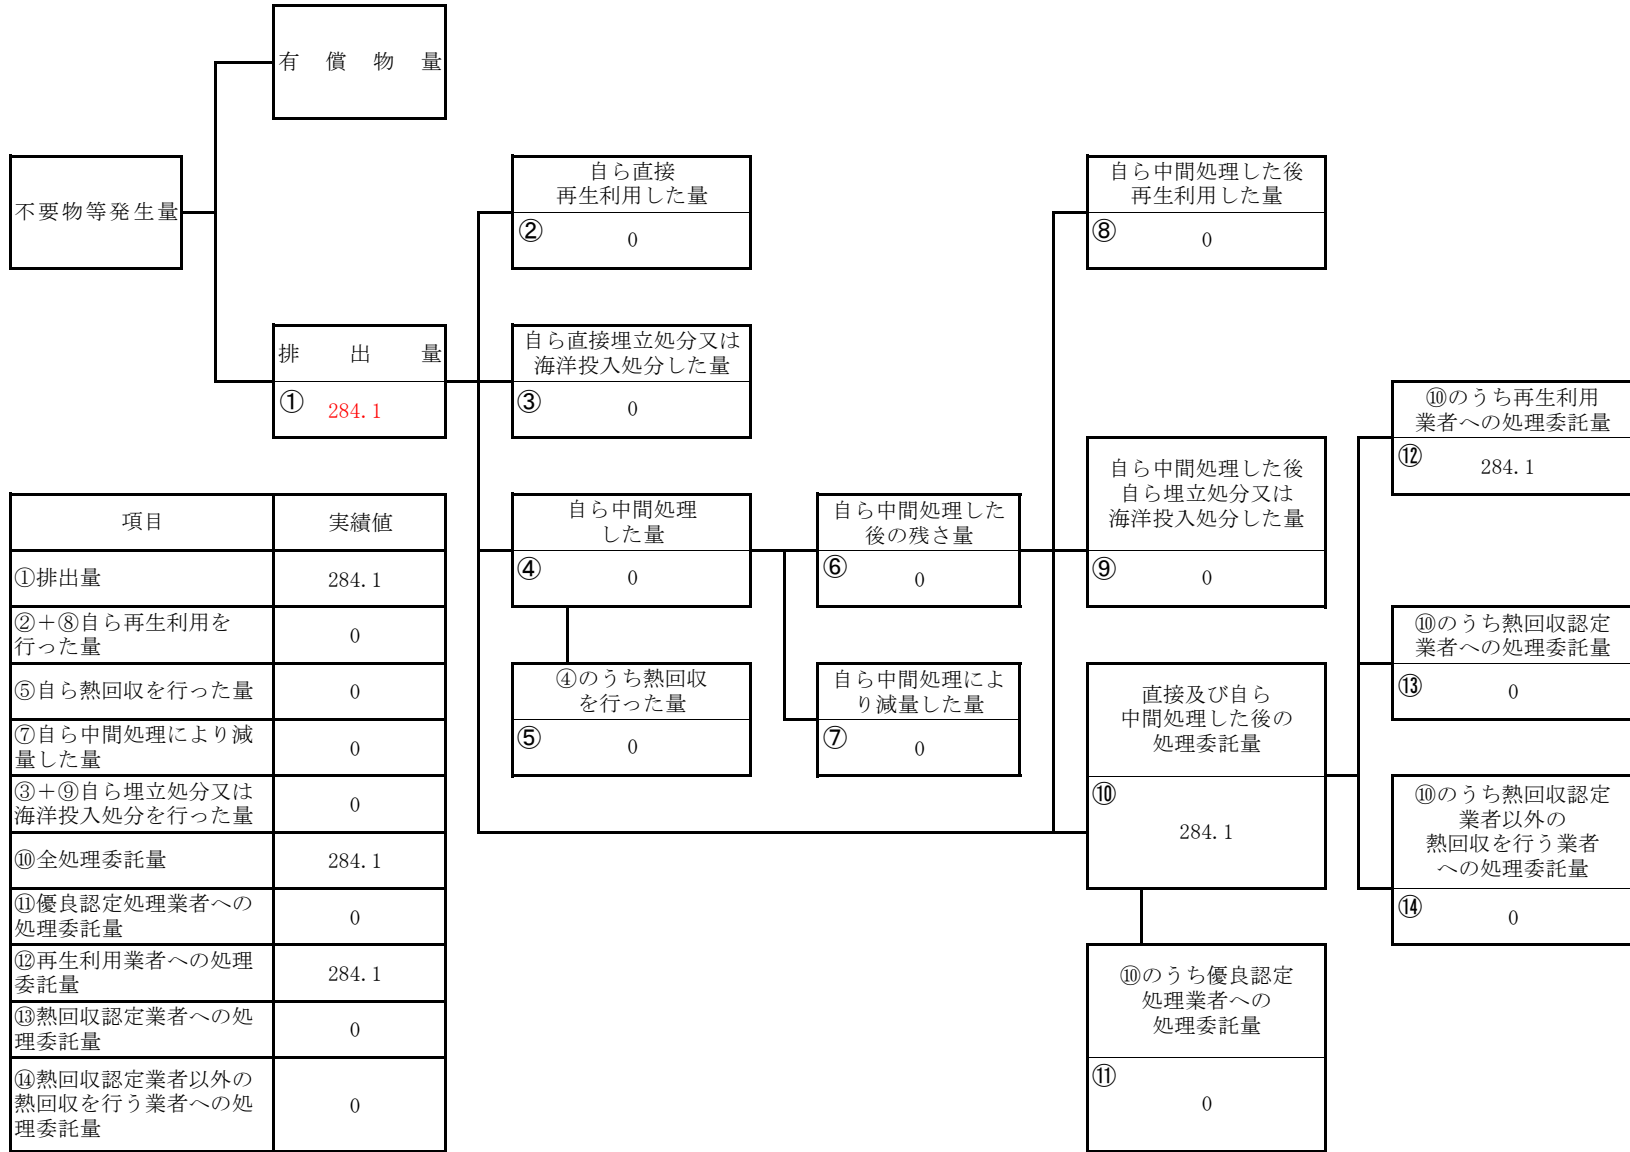 有償物量
不要物等発生量
自ら直接
再生利用した量
② 0
自ら中間処理した後
再生利用した量
⑧ 0
排出量
① 284.1
自ら直接埋立処分又は
海洋投入処分した量
③ 0
⑩のうち再生利用
業者への処理委託量
⑫ 284.1
自ら中間処理
した量
④ 0
自ら中間処理した
後の残さ量
⑥ 0
自ら中間処理した後
自ら埋立処分又は
海洋投入処分した量
⑨ 0
④のうち熱回収
を行った量
⑤ 0
自ら中間処理によ
り減量した量
⑦ 0
直接及び自ら
中間処理した後の
処理委託量
⑩
284.1
⑩のうち熱回収認定
業者への処理委託量
⑬ 0
⑩のうち熱回収認定
業者以外の
熱回収を行う業者
への処理委託量
⑭ 0
⑩のうち優良認定
処理業者への
処理委託量
⑪
0
項目 実績値
①排出量 284.1
②+⑧自ら再生利用を
行った量 0
⑤自ら熱回収を行った量 0
⑦自ら中間処理により減
量した量 0
③+⑨自ら埋立処分又は
海洋投入処分を行った量 0
⑩全処理委託量 284.1
⑪優良認定処理業者への
処理委託量 0
⑫再生利用業者への処理
委託量 284.1
⑬熱回収認定業者への処
理委託量 0
⑭熱回収認定業者以外の
熱回収を行う業者への処
理委託量 0